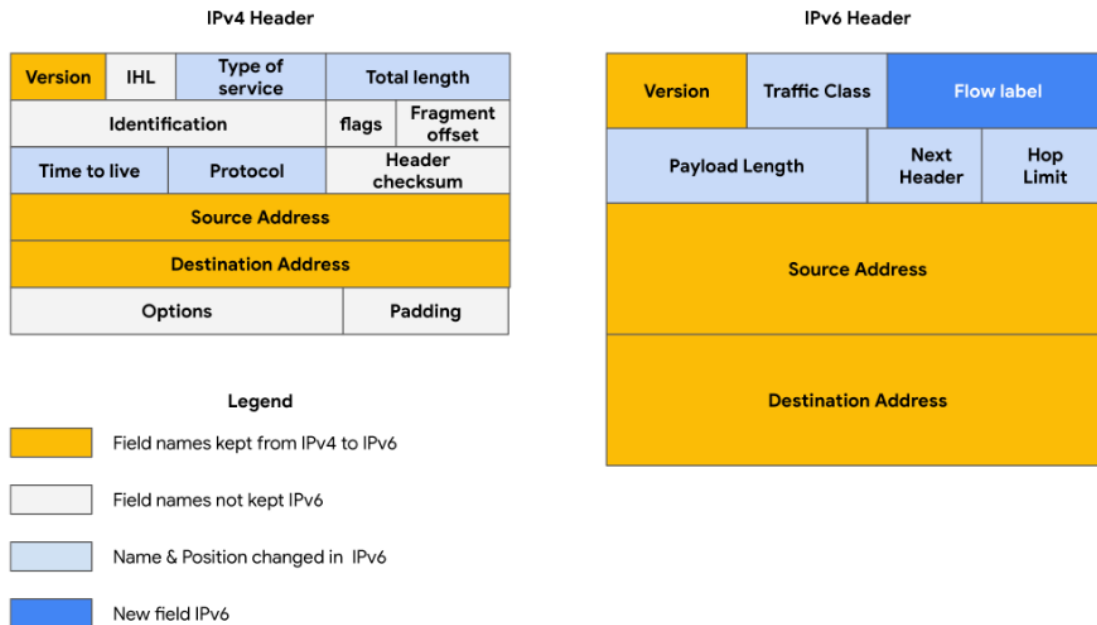 IPv4 Header
Version IHL Type of service Total length
Identification flags Fragment offset
Time to live Protocol Header checksum
Source Address
Destination Address
Options Padding
IPv6 Header
Version Traffic Class Flow label
Payload Length Next Header Hop Limit
Source Address
Destination Address
Legend
Field names kept from IPv4 to IPv6
Field names not kept IPv6
Name & Position changed in IPv6
New field IPv6